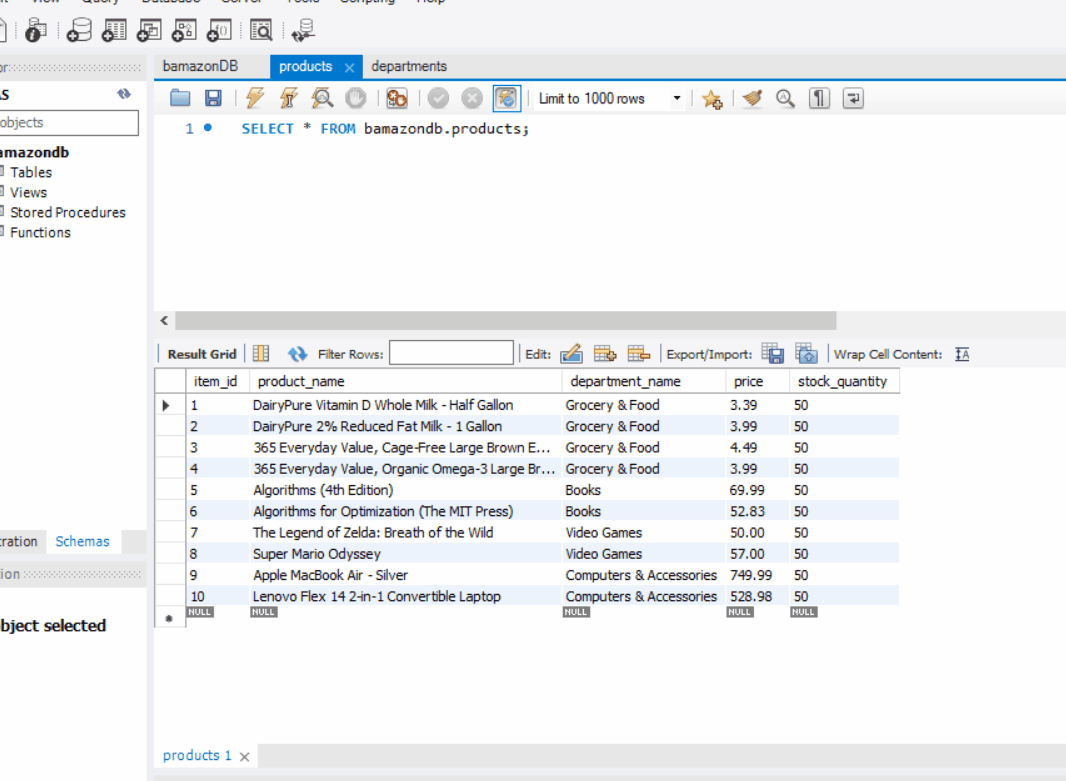 View Query Database Server Tools Scripting Help
bamazonDB products departments
objects
Limit to 1000 rows
1 SELECT * FROM bamazondb.products;
amazondb
Tables
Views
Stored Procedures
Functions
Result Grid Filter Rows: Edit: Export/Import: Wrap Cell Content:
item_id product_name department_name price stock_quantity
1 DairyPure Vitamin D Whole Milk - Half Gallon Grocery & Food 3.39 50
2 DairyPure 2% Reduced Fat Milk - 1 Gallon Grocery & Food 3.99 50
3 365 Everyday Value, Cage-Free Large Brown E... Grocery & Food 4.49 50
4 365 Everyday Value, Organic Omega-3 Large Br... Grocery & Food 3.99 50
5 Algorithms (4th Edition) Books 69.99 50
6 Algorithms for Optimization (The MIT Press) Books 52.83 50
7 The Legend of Zelda: Breath of the Wild Video Games 50.00 50
8 Super Mario Odyssey Video Games 57.00 50
9 Apple MacBook Air - Silver Computers & Accessories 749.99 50
10 Lenovo Flex 14 2-in-1 Convertible Laptop Computers & Accessories 528.98 50
NULL NULL NULL NULL NULL
tration Schemas
ion
bject selected
products 1